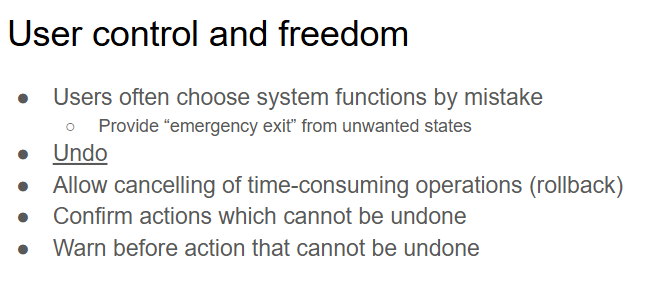 User control and freedom
● Users often choose system functions by mistake
○ Provide “emergency exit” from unwanted states
● Undo
● Allow cancelling of time-consuming operations (rollback)
● Confirm actions which cannot be undone
● Warn before action that cannot be undone